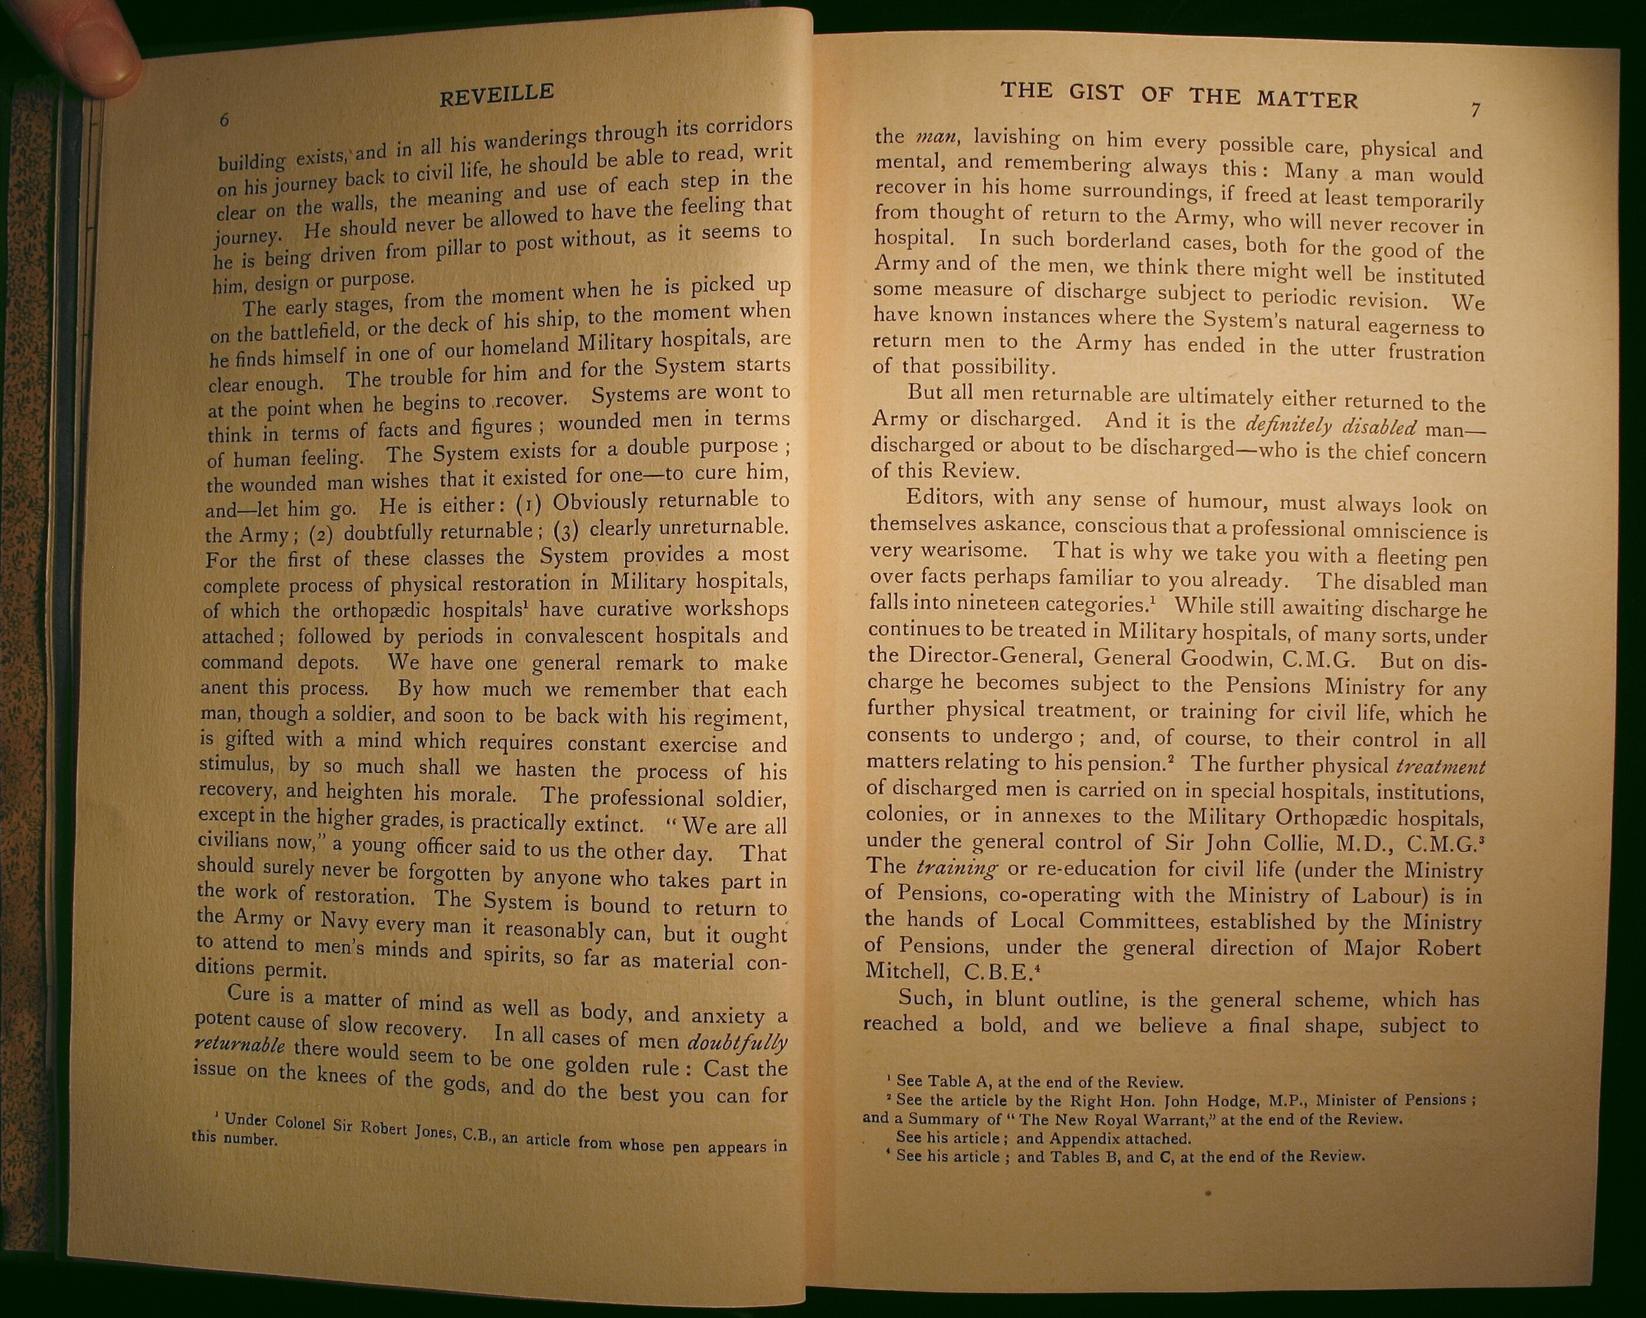 6
REVEILLE
building exists, and in all his wanderings through its corridors
on his journey back to civil life, he should be able to read, writ
clear on the walls, the meaning and use of each step in the
journey. He should never be allowed to have the feeling that
he is being driven from pillar to post without, as it seems to
him, design or purpose.
The early stages, from the moment when he is picked up
on the battlefield, or the deck of his ship, to the moment when
he finds himself in one of our homeland Military hospitals, are
clear enough. The trouble for him and for the System starts
at the point when he begins to recover. Systems are wont to
think in terms of facts and figures ; wounded men in terms
of human feeling. The System exists for a double purpose ;
the wounded man wishes that it existed for one—to cure him,
and—let him go. He is either : (1) Obviously returnable to
the Army ; (2) doubtfully returnable ; (3) clearly unreturnable.
For the first of these classes the System provides a most
complete process of physical restoration in Military hospitals,
of which the orthopædic hospitals¹ have curative workshops
attached ; followed by periods in convalescent hospitals and
command depots. We have one general remark to make
anent this process. By how much we remember that each
man, though a soldier, and soon to be back with his regiment,
is gifted with a mind which requires constant exercise and
stimulus, by so much shall we hasten the process of his
recovery, and heighten his morale. The professional soldier,
except in the higher grades, is practically extinct. “ We are all
civilians now,” a young officer said to us the other day. That
should surely never be forgotten by anyone who takes part in
the work of restoration. The System is bound to return to
the Army or Navy every man it reasonably can, but it ought
to attend to men's minds and spirits, so far as material con-
ditions permit.
Cure is a matter of mind as well as body, and anxiety a
potent cause of slow recovery. In all cases of men doubtfully
returnable there would seem to be one golden rule : Cast the
issue on the knees of the gods, and do the best you can for
¹ Under Colonel Sir Robert Jones, C.B., an article from whose pen appears in
this number.
THE GIST OF THE MATTER
7
the man, lavishing on him every possible care, physical and
mental, and remembering always this : Many a man would
recover in his home surroundings, if freed at least temporarily
from thought of return to the Army, who will never recover in
hospital. In such borderland cases, both for the good of the
Army and of the men, we think there might well be instituted
some measure of discharge subject to periodic revision. We
have known instances where the System's natural eagerness to
return men to the Army has ended in the utter frustration
of that possibility.
But all men returnable are ultimately either returned to the
Army or discharged. And it is the definitely disabled man—
discharged or about to be discharged—who is the chief concern
of this Review.
Editors, with any sense of humour, must always look on
themselves askance, conscious that a professional omniscience is
very wearisome. That is why we take you with a fleeting pen
over facts perhaps familiar to you already. The disabled man
falls into nineteen categories.¹ While still awaiting discharge he
continues to be treated in Military hospitals, of many sorts, under
the Director-General, General Goodwin, C.M.G. But on dis-
charge he becomes subject to the Pensions Ministry for any
further physical treatment, or training for civil life, which he
consents to undergo ; and, of course, to their control in all
matters relating to his pension.² The further physical treatment
of discharged men is carried on in special hospitals, institutions,
colonies, or in annexes to the Military Orthopædic hospitals,
under the general control of Sir John Collie, M.D., C.M.G.³
The training or re-education for civil life (under the Ministry
of Pensions, co-operating with the Ministry of Labour) is in
the hands of Local Committees, established by the Ministry
of Pensions, under the general direction of Major Robert
Mitchell, C.B.E.⁴
Such, in blunt outline, is the general scheme, which has
reached a bold, and we believe a final shape, subject to
¹ See Table A, at the end of the Review.
² See the article by the Right Hon. John Hodge, M.P., Minister of Pensions ;
and a Summary of “ The New Royal Warrant,” at the end of the Review.
See his article ; and Appendix attached.
⁴ See his article ; and Tables B, and C, at the end of the Review.